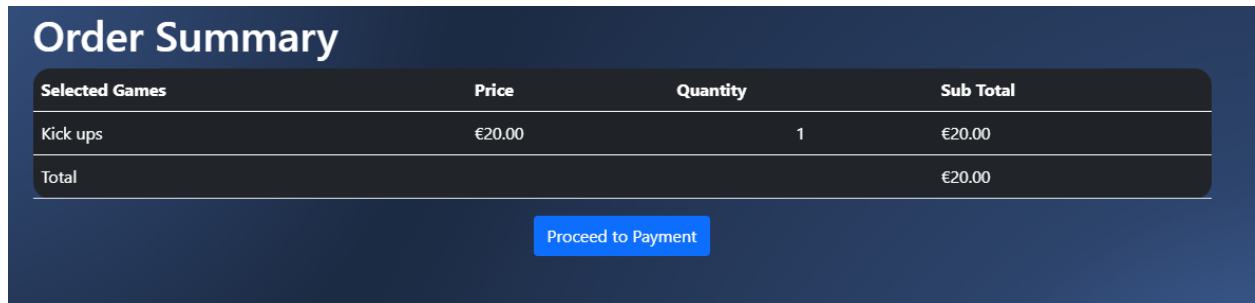 Order Summary
Selected Games Price Quantity Sub Total
Kick ups €20.00 1 €20.00
Total €20.00
Proceed to Payment